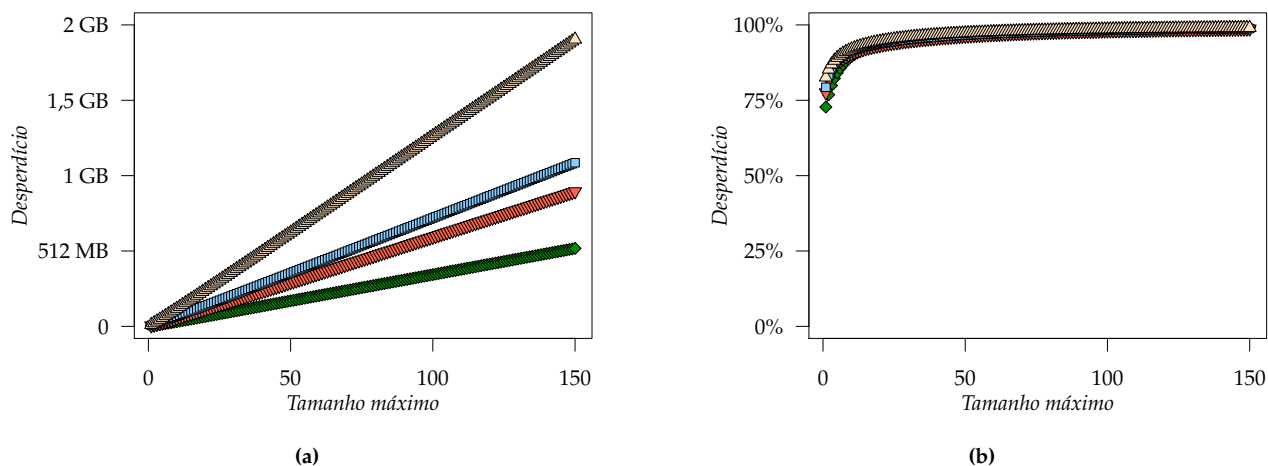 2 GB
1,5 GB
1 GB
512 MB
0
Desperdício
0 50 100 150
Tamanho máximo
(a)
100%
75%
50%
25%
0%
Desperdício
0 50 100 150
Tamanho máximo
(b)